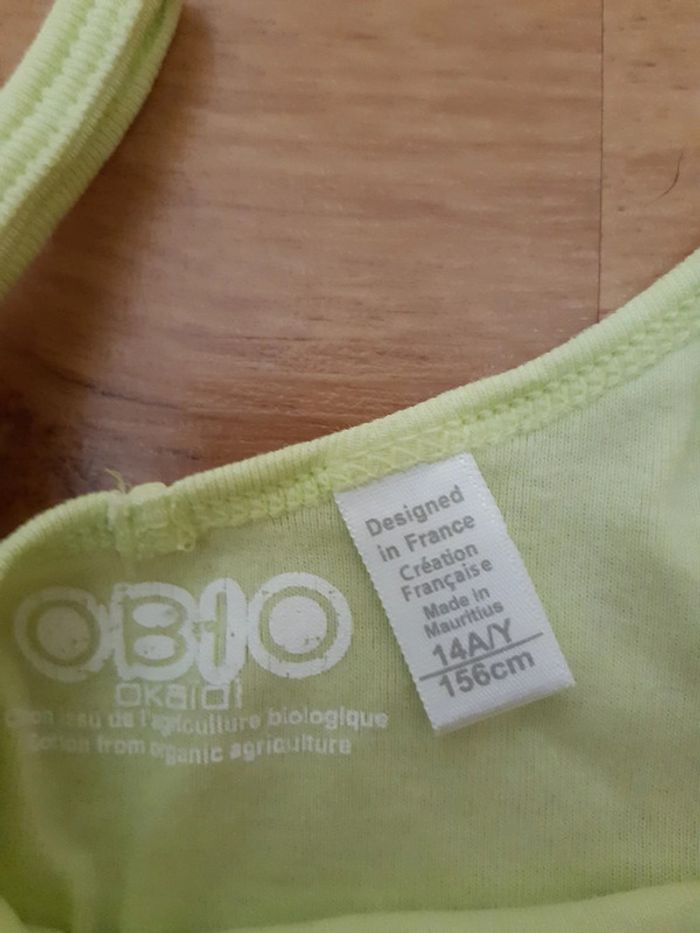 OBIO
OKAIDI
issu de l'agriculture biologique
Cotton from organic agriculture
Designed
in France
Création
Française
Made in
Mauritius
14A/Y
156cm